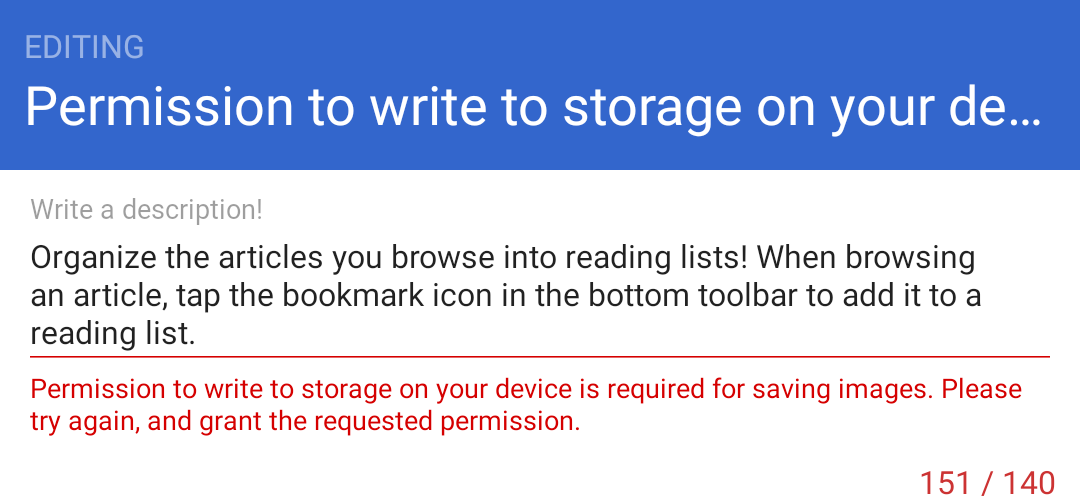 EDITING
Permission to write to storage on your de...
Write a description!
Organize the articles you browse into reading lists! When browsing
an article, tap the bookmark icon in the bottom toolbar to add it to a
reading list.
Permission to write to storage on your device is required for saving images. Please
try again, and grant the requested permission.
151 / 140